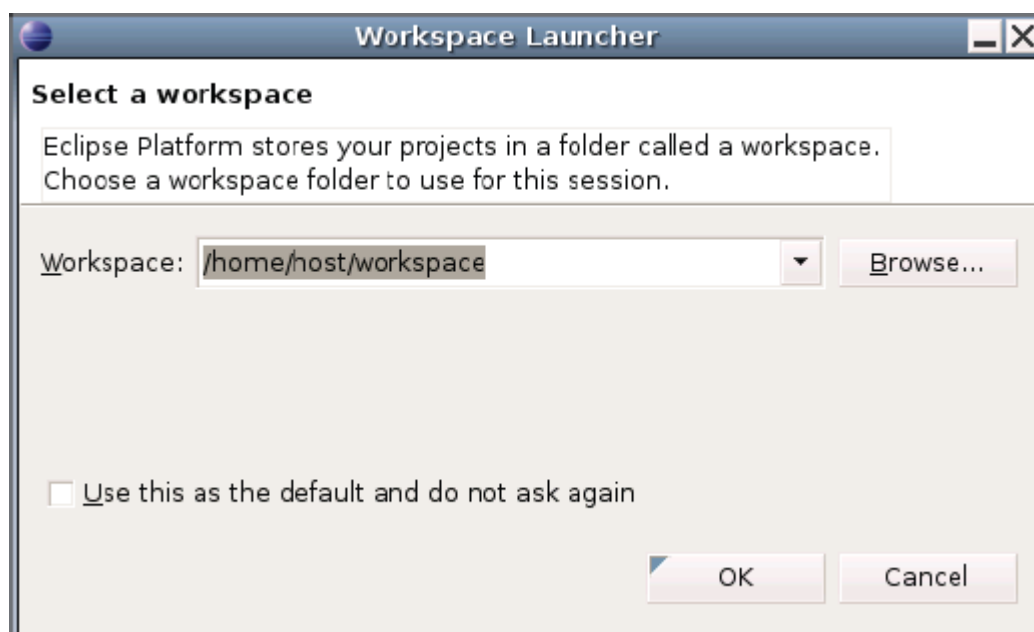 Workspace Launcher
Select a workspace
Eclipse Platform stores your projects in a folder called a workspace.
Choose a workspace folder to use for this session.
Workspace: /home/host/workspace Browse...
Use this as the default and do not ask again
OK Cancel